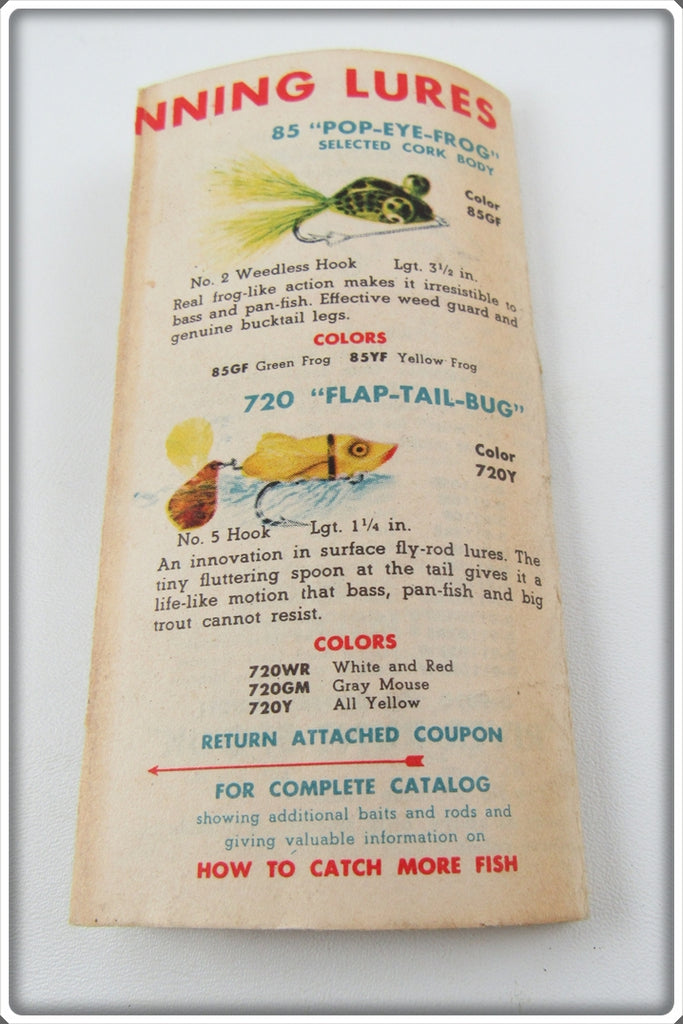 NNING LURES
85 "POP-EYE-FROG"
SELECTED CORK BODY
Color
85GF
No. 2 Weedless Hook Lgt. 3 1/2 in.
Real frog-like action makes it irresistible to
bass and pan-fish. Effective weed guard and
genuine bucktail legs.
COLORS
85GF Green Frog 85YF Yellow Frog
720 "FLAP-TAIL-BUG"
Color
720Y
No. 5 Hook Lgt. 1 1/4 in.
An innovation in surface fly-rod lures. The
tiny fluttering spoon at the tail gives it a
life-like motion that bass, pan-fish and big
trout cannot resist.
COLORS
720WR White and Red
720GM Gray Mouse
720Y All Yellow
RETURN ATTACHED COUPON
FOR COMPLETE CATALOG
showing additional baits and rods and
giving valuable information on
HOW TO CATCH MORE FISH